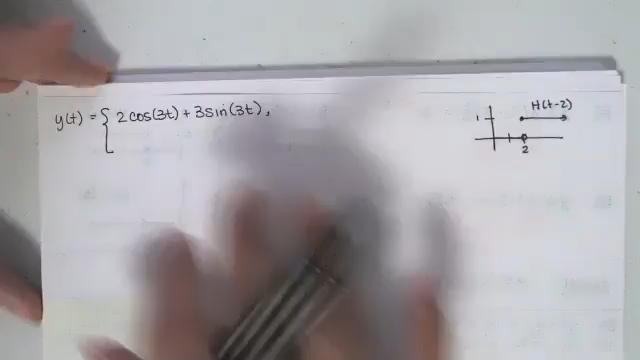 y(t) = { 2cos(3t) + 3sin(3t),
H(t-2)
1
2